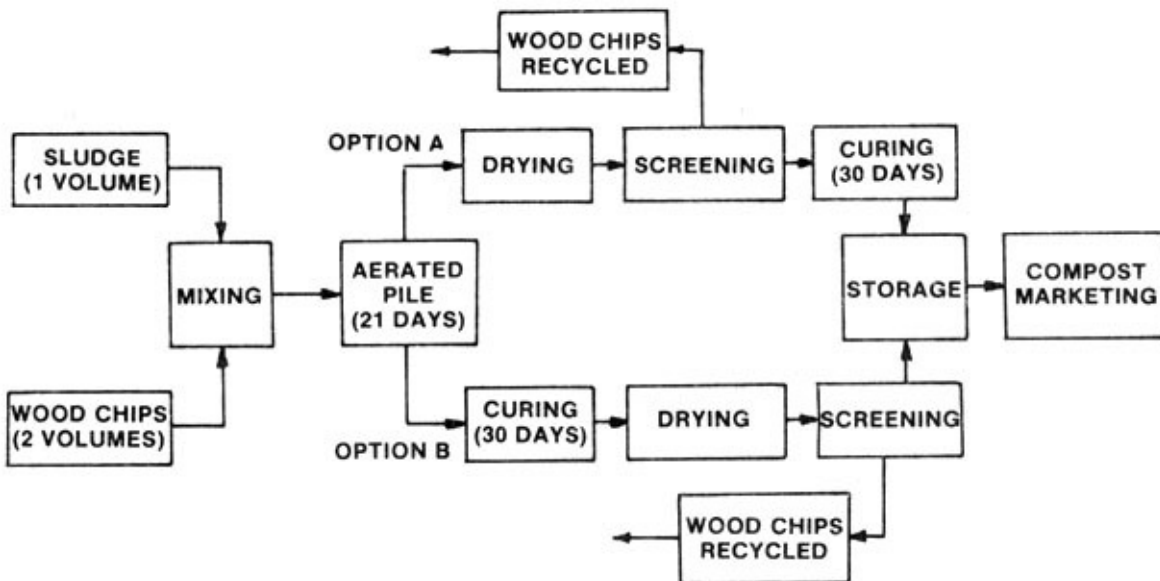 WOOD CHIPS
RECYCLED
OPTION A
SLUDGE
(1 VOLUME)
DRYING
SCREENING
CURING
(30 DAYS)
MIXING
AERATED
PILE
(21 DAYS)
STORAGE
COMPOST
MARKETING
WOOD CHIPS
(2 VOLUMES)
OPTION B
CURING
(30 DAYS)
DRYING
SCREENING
WOOD CHIPS
RECYCLED